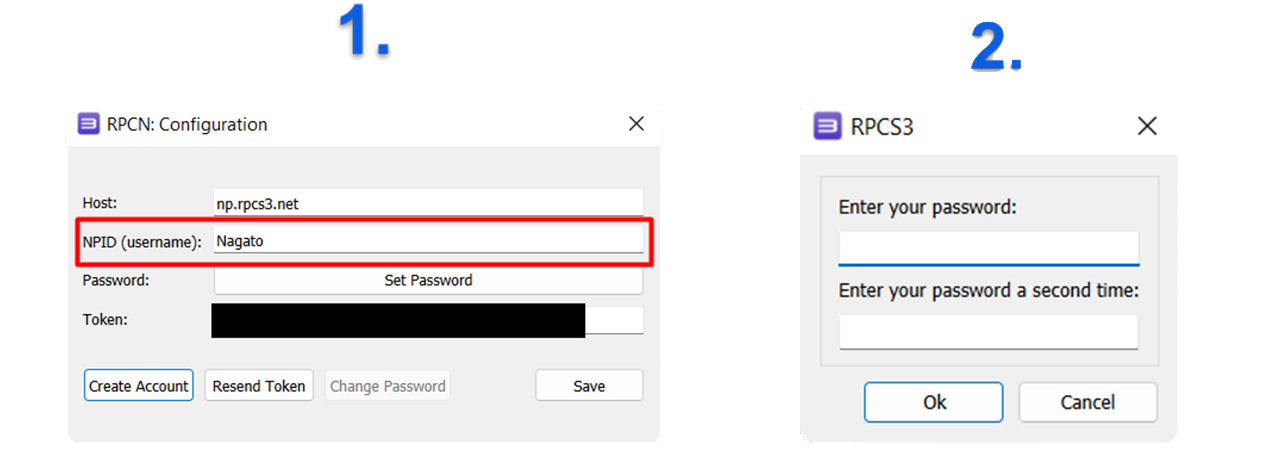 1.
RPCN: Configuration
Host: np.rpcs3.net
NPID (username): Nagato
Password: Set Password
Token:
Create Account Resend Token Change Password Save
2.
RPCS3
Enter your password:
Enter your password a second time:
Ok Cancel